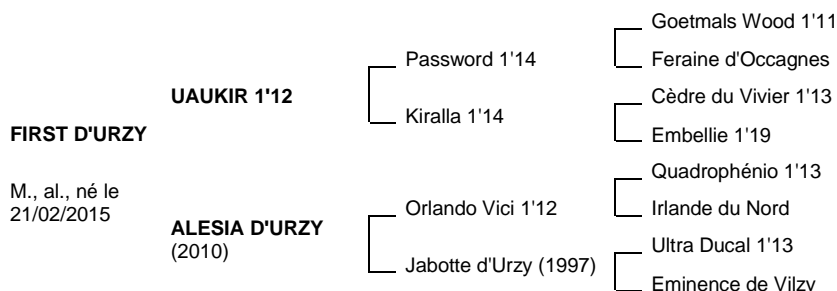 FIRST D'URZY
M., al., né le
21/02/2015
UAUKIR 1'12
ALESIA D'URZY
(2010)
Password 1'14
Kiralla 1'14
Orlando Vici 1'12
Jabotte d'Urzy (1997)
Goetmals Wood 1'11
Feraine d'Occagnes
Cèdre du Vivier 1'13
Embellie 1'19
Quadrophénio 1'13
Irlande du Nord
Ultra Ducal 1'13
Eminence de Vilzy